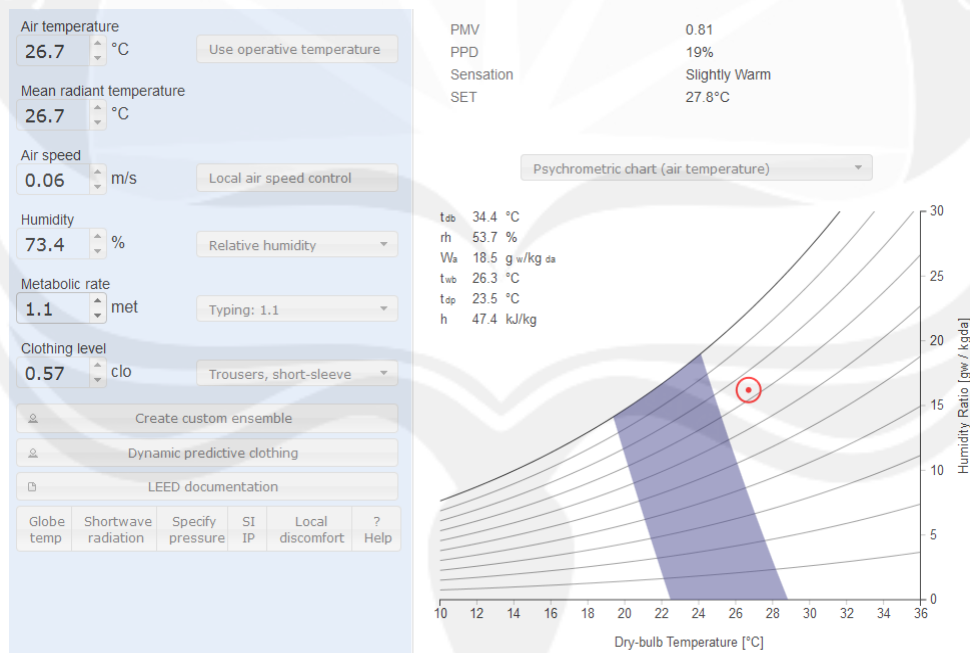 Air temperature
26.7 °C Use operative temperature
Mean radiant temperature
26.7 °C
Air speed
0.06 m/s Local air speed control
Humidity
73.4 % Relative humidity
Metabolic rate
1.1 met Typing: 1.1
Clothing level
0.57 clo Trousers, short-sleeve
Create custom ensemble
Dynamic predictive clothing
LEED documentation
Globe temp
Shortwave radiation
Specify pressure
SI IP
Local discomfort
? Help
PMV 0.81
PPD 19%
Sensation Slightly Warm
SET 27.8°C
Psychrometric chart (air temperature)
tdb 34.4 °C
rh 53.7 %
Wa 18.5 g w/kg da
twb 26.3 °C
tdp 23.5 °C
h 47.4 kJ/kg
30
25
20
15
10
5
0
Humidity Ratio [gw / kgda]
10 12 14 16 18 20 22 24 26 28 30 32 34 36
Dry-bulb Temperature [°C]